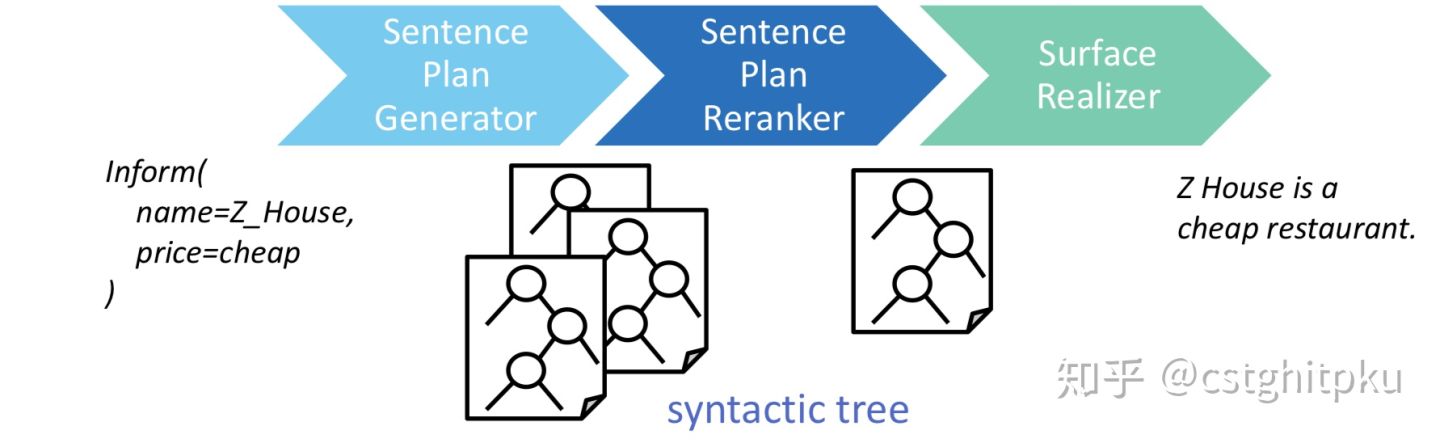 Sentence
Plan
Generator
Sentence
Plan
Reranker
Surface
Realizer
Inform(
name=Z_House,
price=cheap
)
Z House is a
cheap restaurant.
syntactic tree
知乎 @cstghitpku